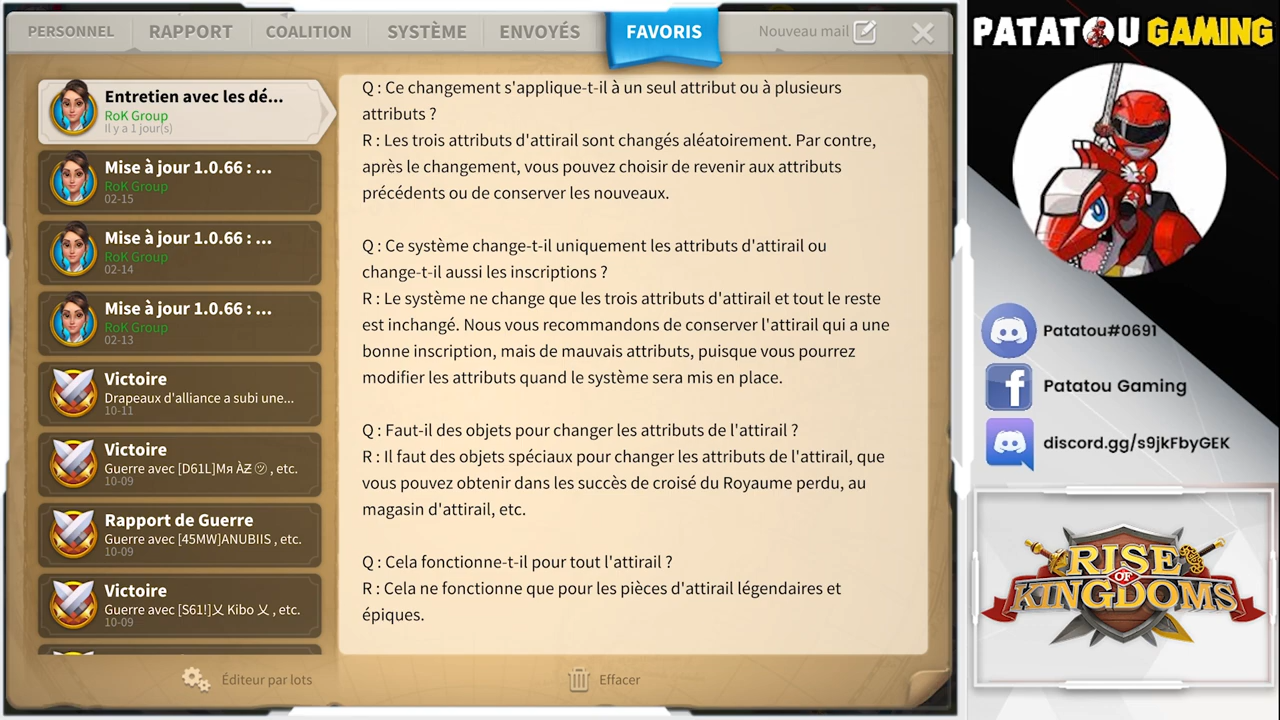 PERSONNEL
RAPPORT
COALITION
SYSTÈME
ENVOYÉS
FAVORIS
Nouveau mail
Entretien avec les dé...
RoK Group
Il y a 1 jour(s)
Mise à jour 1.0.66 : ...
RoK Group
02-15
Mise à jour 1.0.66 : ...
RoK Group
02-14
Mise à jour 1.0.66 : ...
RoK Group
02-13
Victoire
Drapeaux d'alliance a subi une...
10-11
Victoire
Guerre avec [D61L]Mя ÀƵ ㋡ , etc.
10-09
Rapport de Guerre
Guerre avec [45MW]ANUBIIS , etc.
10-09
Victoire
Guerre avec [S61!]乂 Kibo 乂 , etc.
10-09
Q : Ce changement s'applique-t-il à un seul attribut ou à plusieurs
attributs ?
R : Les trois attributs d'attirail sont changés aléatoirement. Par contre,
après le changement, vous pouvez choisir de revenir aux attributs
précédents ou de conserver les nouveaux.
Q : Ce système change-t-il uniquement les attributs d'attirail ou
change-t-il aussi les inscriptions ?
R : Le système ne change que les trois attributs d'attirail et tout le reste
est inchangé. Nous vous recommandons de conserver l'attirail qui a une
bonne inscription, mais de mauvais attributs, puisque vous pourrez
modifier les attributs quand le système sera mis en place.
Q : Faut-il des objets pour changer les attributs de l'attirail ?
R : Il faut des objets spéciaux pour changer les attributs de l'attirail, que
vous pouvez obtenir dans les succès de croisé du Royaume perdu, au
magasin d'attirail, etc.
Q : Cela fonctionne-t-il pour tout l'attirail ?
R : Cela ne fonctionne que pour les pièces d'attirail légendaires et
épiques.
Éditeur par lots
Effacer
PATATOU GAMING
Patatou#0691
Patatou Gaming
discord.gg/s9jkFbyGEK
RISE
OF
KINGDOMS